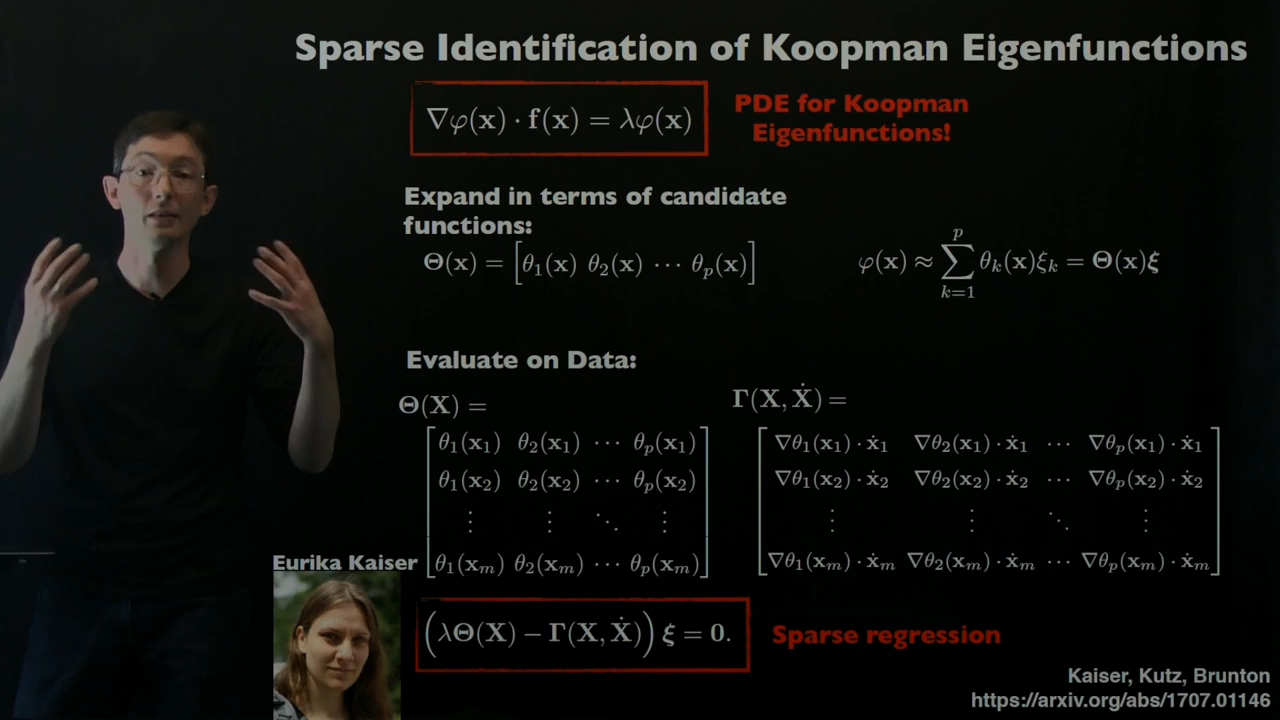 Sparse Identification of Koopman Eigenfunctions
∇φ(x) · f(x) = λφ(x)
PDE for Koopman
Eigenfunctions!
Expand in terms of candidate
functions:
Θ(x) = [θ₁(x) θ₂(x) ⋯ θₚ(x)]
φ(x) ≈ ∑ₖ₌₁ᵖ θₖ(x)ξₖ = Θ(x)ξ
Evaluate on Data:
Θ(X) =
θ₁(x₁) θ₂(x₁) ⋯ θₚ(x₁)
θ₁(x₂) θ₂(x₂) ⋯ θₚ(x₂)
⋮ ⋮ ⋱ ⋮
θ₁(xₘ) θ₂(xₘ) ⋯ θₚ(xₘ)
Γ(X, Ẋ) =
∇θ₁(x₁) · ẋ₁ ∇θ₂(x₁) · ẋ₁ ⋯ ∇θₚ(x₁) · ẋ₁
∇θ₁(x₂) · ẋ₂ ∇θ₂(x₂) · ẋ₂ ⋯ ∇θₚ(x₂) · ẋ₂
⋮ ⋮ ⋱ ⋮
∇θ₁(xₘ) · ẋₘ ∇θ₂(xₘ) · ẋₘ ⋯ ∇θₚ(xₘ) · ẋₘ
Eurika Kaiser
(λΘ(X) − Γ(X, Ẋ)) ξ = 0.
Sparse regression
Kaiser, Kutz, Brunton
https://arxiv.org/abs/1707.01146